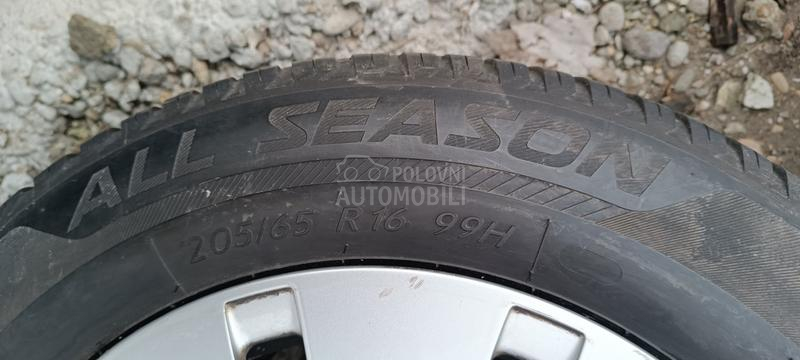 ALL SEASON
POLOVNI
AUTOMOBILI
205/65 R16 99H